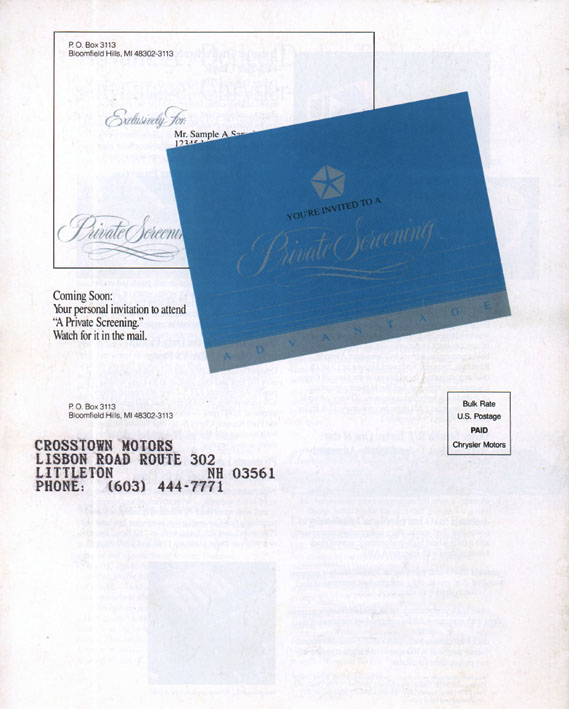 P. O. Box 3113
Bloomfield Hills, MI 48302-3113
Exclusively For:
Mr. Sample A.
YOU'RE INVITED TO A
Private Screening
Private Screening
ADVANTAGE
Coming Soon:
Your personal invitation to attend
“A Private Screening.”
Watch for it in the mail.
P. O. Box 3113
Bloomfield Hills, MI 48302-3113
Bulk Rate
U.S. Postage
PAID
Chrysler Motors
CROSSTOWN MOTORS
LISBON ROAD ROUTE 302
LITTLETON NH 03561
PHONE: (603) 444-7771